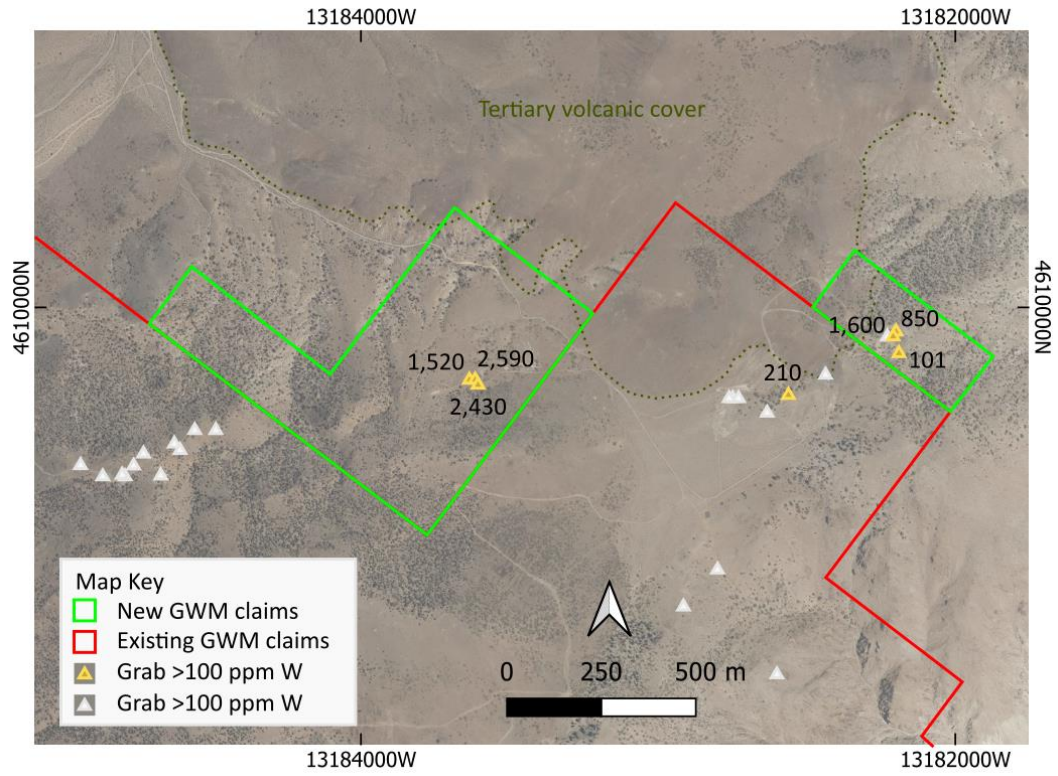 13184000W 13182000W
Tertiary volcanic cover
4610000N 4610000N
1,600 850
101
1,520 2,590
2,430
210
Map Key
New GWM claims
Existing GWM claims
Grab >100 ppm W
Grab >100 ppm W
0 250 500 m
13184000W 13182000W